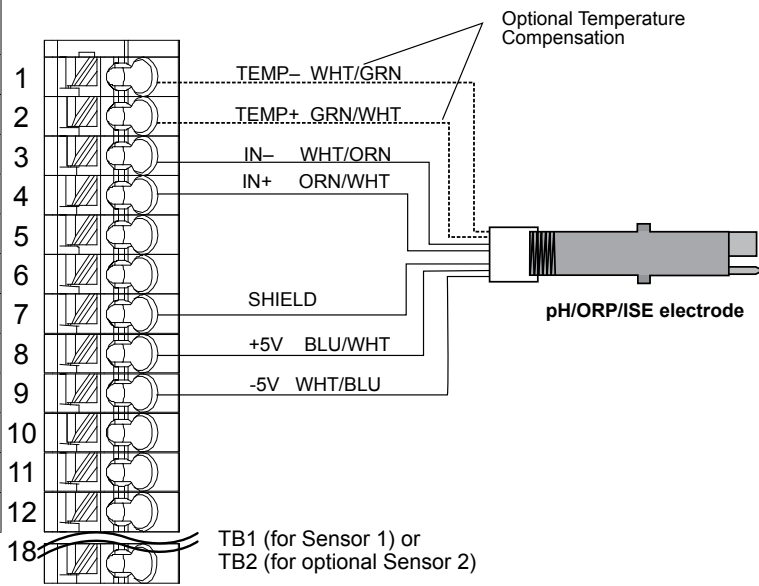 Optional Temperature
Compensation
1 TEMP– WHT/GRN
2 TEMP+ GRN/WHT
3 IN– WHT/ORN
4 IN+ ORN/WHT
5
6
7 SHIELD
8 +5V BLU/WHT
9 -5V WHT/BLU
10
11
12
18
pH/ORP/ISE electrode
TB1 (for Sensor 1) or
TB2 (for optional Sensor 2)